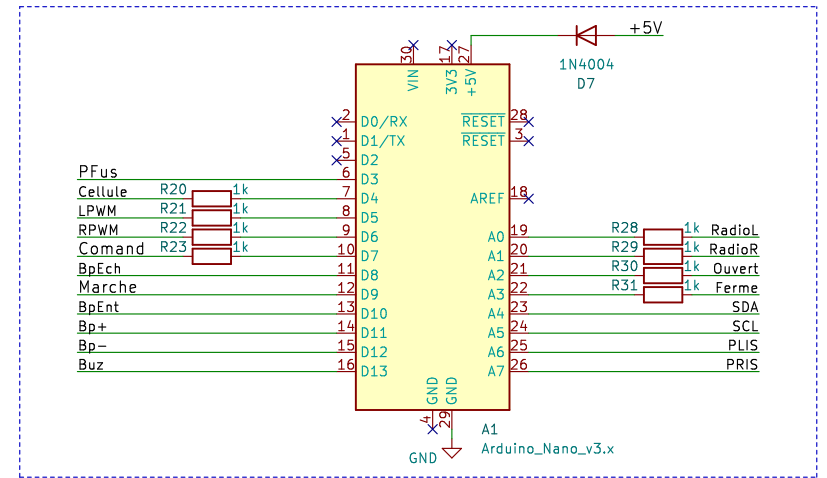 +5V
1N4004
D7
30 17 27
VIN 3V3 +5V
2 D0/RX RESET 28
1 D1/TX RESET 3
5 D2
PFus 6 D3
Cellule R20 1k 7 D4 AREF 18
LPWM R21 1k 8 D5
RPWM R22 1k 9 D6 A0 19 R28 1k RadioL
Comand R23 1k 10 D7 A1 20 R29 1k RadioR
BpEch 11 D8 A2 21 R30 1k Ouvert
Marche 12 D9 A3 22 R31 1k Ferme
BpEnt 13 D10 A4 23 SDA
Bp+ 14 D11 A5 24 SCL
Bp- 15 D12 A6 25 PLIS
Buz 16 D13 A7 26 PRIS
GND GND
4 29
A1
Arduino_Nano_v3.x
GND